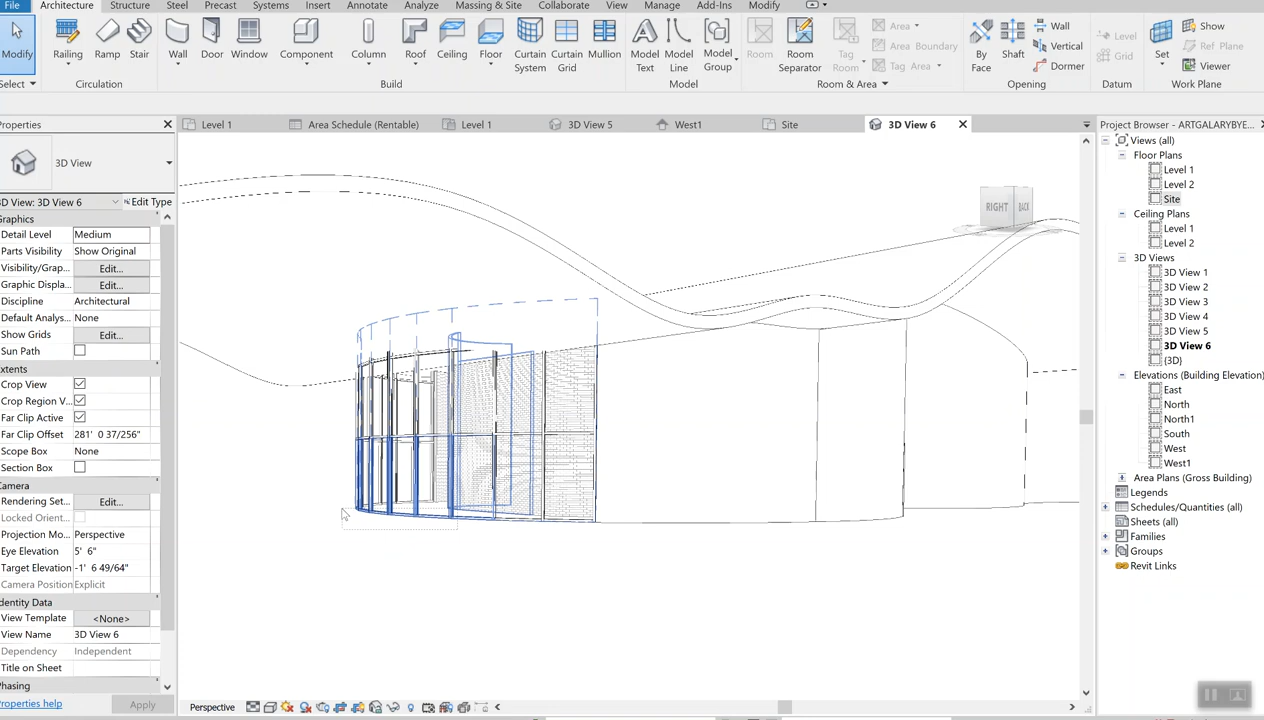 File Architecture Structure Steel Precast Systems Insert Annotate Analyze Massing & Site Collaborate View Manage Add-Ins Modify
Modify Railing Ramp Stair Wall Door Window Component Column Roof Ceiling Floor Curtain System Curtain Grid Mullion Model Text Model Line Model Group Room Room Separator Tag Room Area Area Boundary Tag Area By Face Shaft Wall Vertical Dormer Level Grid Set Show Ref Plane Viewer
Select Circulation Build Model Room & Area Opening Datum Work Plane
Properties
Level 1 Area Schedule (Rentable) Level 1 3D View 5 West1 Site 3D View 6
Project Browser - ARTGALARYBYE...
3D View
3D View: 3D View 6 Edit Type
Graphics
Detail Level Medium
Parts Visibility Show Original
Visibility/Grap... Edit...
Graphic Displa... Edit...
Discipline Architectural
Default Analys... None
Show Grids Edit...
Sun Path
Extents
Crop View
Crop Region V...
Far Clip Active
Far Clip Offset 281' 0 37/256"
Scope Box None
Section Box
Camera
Rendering Set... Edit...
Locked Orient...
Projection Mo... Perspective
Eye Elevation 5' 6"
Target Elevation -1' 6 49/64"
Camera Position Explicit
Identity Data
View Template <None>
View Name 3D View 6
Dependency Independent
Title on Sheet
Phasing
Properties help Apply
RIGHT BACK
Perspective
Views (all)
Floor Plans
Level 1
Level 2
Site
Ceiling Plans
Level 1
Level 2
3D Views
3D View 1
3D View 2
3D View 3
3D View 4
3D View 5
3D View 6
{3D}
Elevations (Building Elevation)
East
North
North1
South
West
West1
Area Plans (Gross Building)
Legends
Schedules/Quantities (all)
Sheets (all)
Families
Groups
Revit Links